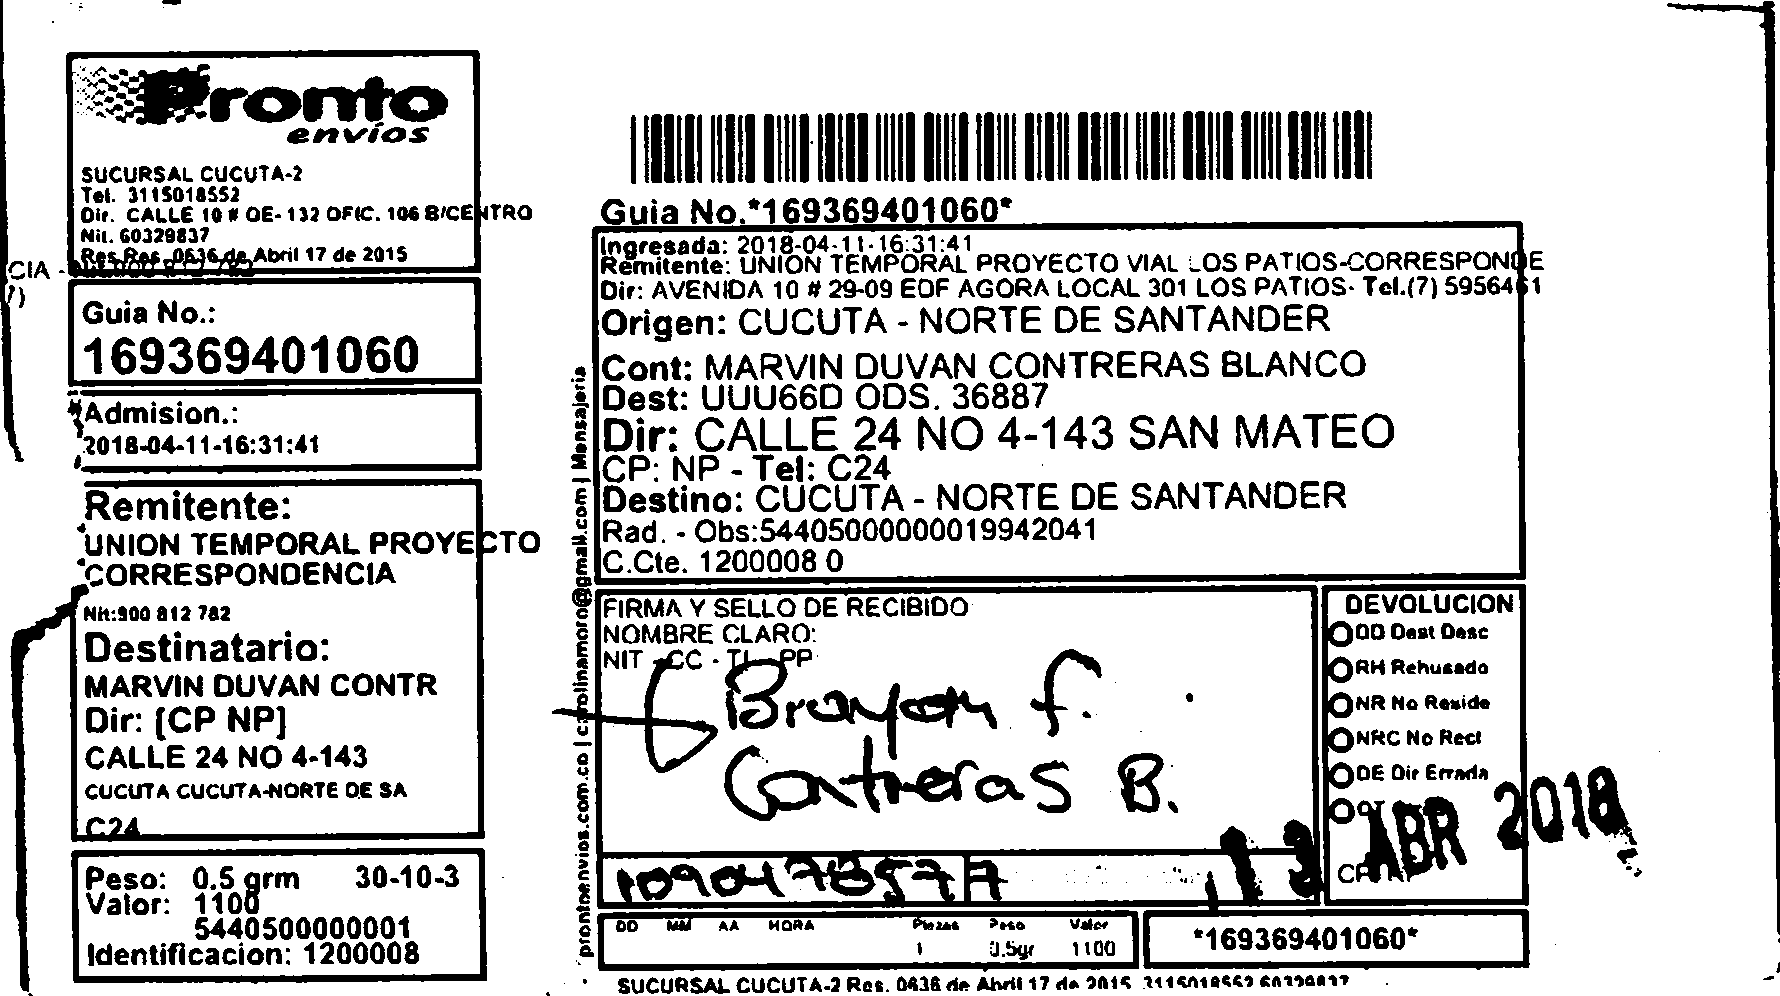 Pronto
envíos
SUCURSAL CUCUTA-2
Tel. 3115018552
Dir. CALLE 10 # OE-132 OFIC. 106 B/CENTRO
Nit. 60329837
Res.Res. 0636 de Abril 17 de 2015
CIA -
7)
Guia No.:
169369401060
Admision.:
2018-04-11-16:31:41
Remitente:
UNION TEMPORAL PROYECTO
CORRESPONDENCIA
Nit:900 812 782
Destinatario:
MARVIN DUVAN CONTR
Dir: [CP NP]
CALLE 24 NO 4-143
CUCUTA CUCUTA-NORTE DE SA
C24
Peso: 0.5 grm 30-10-3
Valor: 1100
5440500000001
Identificacion: 1200008
prontoenvios.com.co | carolinamoro@gmail.com | Mensajeria
Guia No.*169369401060*
Ingresada: 2018-04-11-16:31:41
Remitente: UNION TEMPORAL PROYECTO VIAL LOS PATIOS-CORRESPONDE
Dir: AVENIDA 10 # 29-09 EDF AGORA LOCAL 301 LOS PATIOS- Tel.(7) 5956461
Origen: CUCUTA - NORTE DE SANTANDER
Cont: MARVIN DUVAN CONTRERAS BLANCO
Dest: UUU66D ODS. 36887
Dir: CALLE 24 NO 4-143 SAN MATEO
CP: NP - Tel: C24
Destino: CUCUTA - NORTE DE SANTANDER
Rad. - Obs:54405000000019942041
C.Cte. 1200008 0
FIRMA Y SELLO DE RECIBIDO
NOMBRE CLARO:
NIT - CC - TI - PP
Brayan f.
Contreras B.
DEVOLUCION
DD Dest Desc
RH Rehusado
NR No Reside
NRC No Recl
DE Dir Errada
OT
13 ABR 2018
DD MM AA HORA Piezas Peso Valor
1 0.5gr 1100
*169369401060*
SUCURSAL CUCUTA-2 Res. 0636 de Abril 17 de 2015 3115018552 60329837